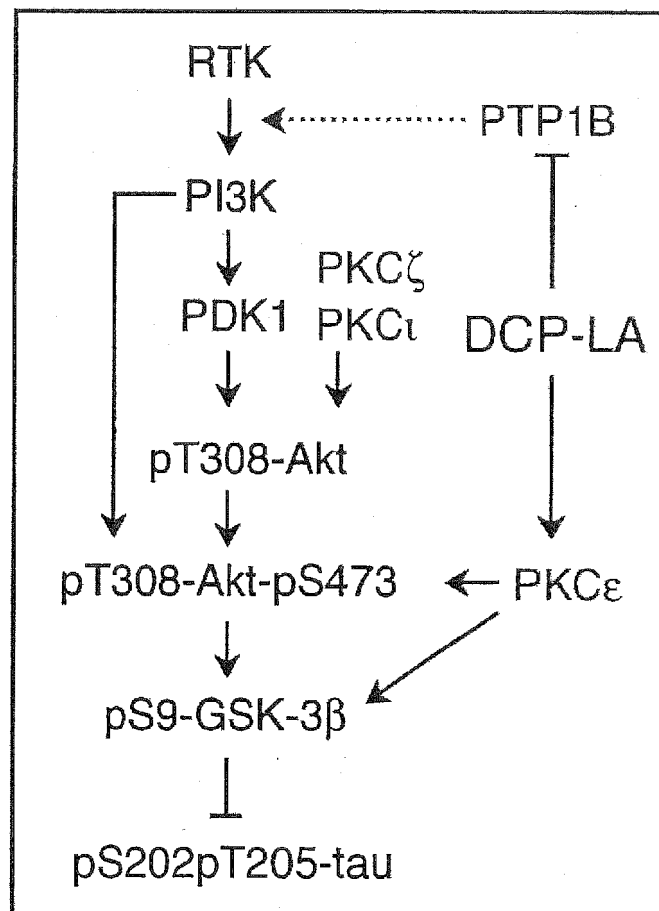 RTK
PTP1B
PI3K
PKCζ
PDK1
PKCι
DCP-LA
pT308-Akt
pT308-Akt-pS473
PKCε
pS9-GSK-3β
pS202pT205-tau